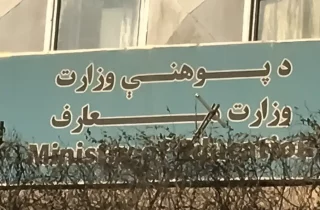 د پوهنې وزارت
وزارت معارف
Ministry of Education